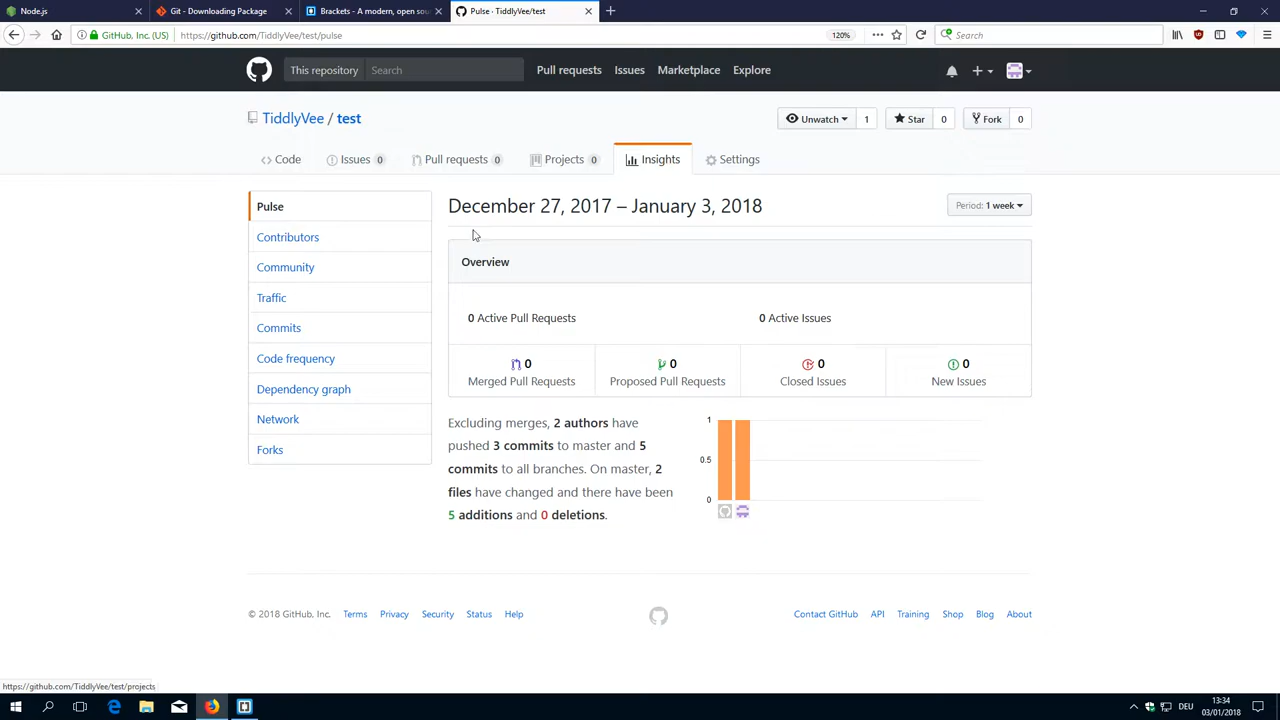 Node.js
Git - Downloading Package
Brackets - A modern, open sou
Pulse · TiddlyVee/test
GitHub, Inc. (US)
https://github.com/TiddlyVee/test/pulse
120%
Search
This repository
Search
Pull requests
Issues
Marketplace
Explore
TiddlyVee / test
Unwatch
1
Star
0
Fork
0
Code
Issues 0
Pull requests 0
Projects 0
Insights
Settings
Pulse
Contributors
Community
Traffic
Commits
Code frequency
Dependency graph
Network
Forks
December 27, 2017 – January 3, 2018
Period: 1 week
Overview
0 Active Pull Requests
0 Active Issues
0
Merged Pull Requests
0
Proposed Pull Requests
0
Closed Issues
0
New Issues
Excluding merges, 2 authors have
pushed 3 commits to master and 5
commits to all branches. On master, 2
files have changed and there have been
5 additions and 0 deletions.
1
0.5
0
© 2018 GitHub, Inc.
Terms
Privacy
Security
Status
Help
Contact GitHub
API
Training
Shop
Blog
About
https://github.com/TiddlyVee/test/projects
DEU
13:34
03/01/2018